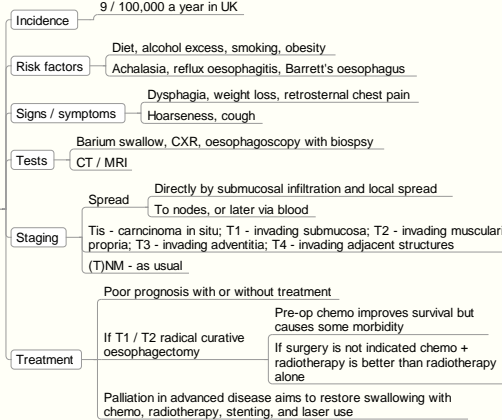 Incidence
9 / 100,000 a year in UK
Risk factors
Diet, alcohol excess, smoking, obesity
Achalasia, reflux oesophagitis, Barrett's oesophagus
Signs / symptoms
Dysphagia, weight loss, retrosternal chest pain
Hoarseness, cough
Tests
Barium swallow, CXR, oesophagoscopy with biospsy
CT / MRI
Staging
Spread
Directly by submucosal infiltration and local spread
To nodes, or later via blood
Tis - carncinoma in situ; T1 - invading submucosa; T2 - invading musculari
propria; T3 - invading adventitia; T4 - invading adjacent structures
(T)NM - as usual
Treatment
Poor prognosis with or without treatment
If T1 / T2 radical curative
oesophagectomy
Pre-op chemo improves survival but
causes some morbidity
If surgery is not indicated chemo +
radiotherapy is better than radiotherapy
alone
Palliation in advanced disease aims to restore swallowing with
chemo, radiotherapy, stenting, and laser use